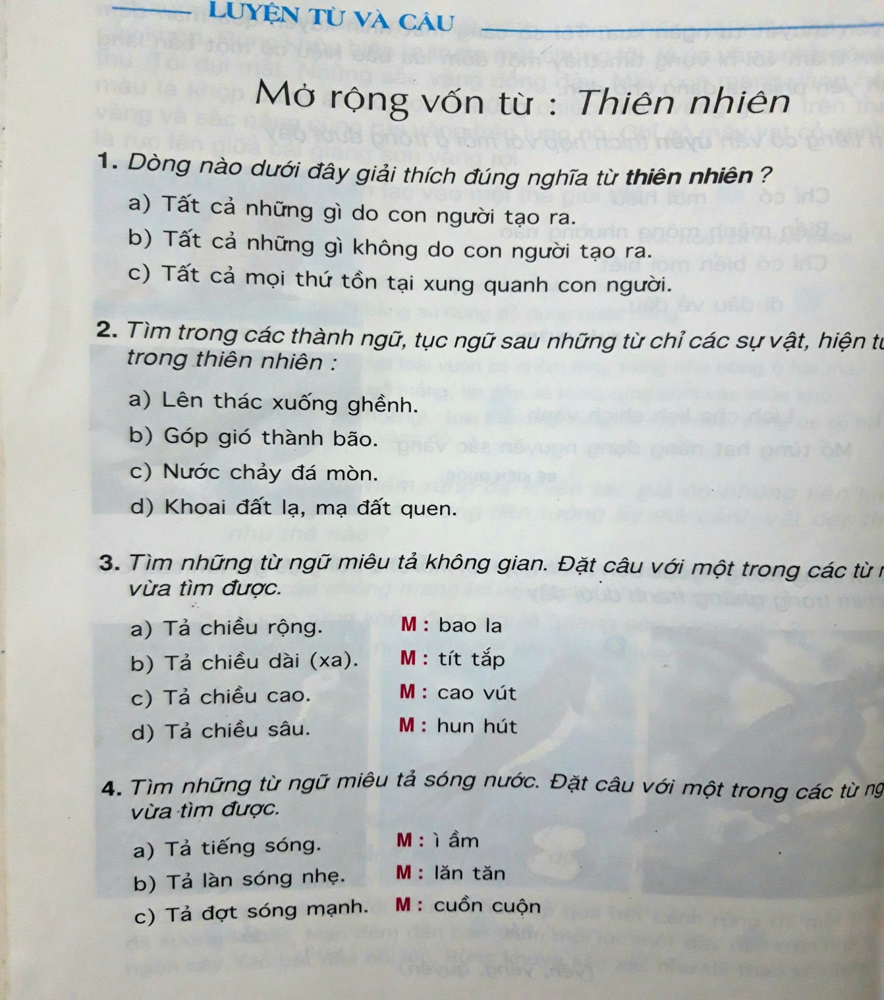 LUYỆN TỪ VÀ CÂU
Mở rộng vốn từ : Thiên nhiên
1. Dòng nào dưới đây giải thích đúng nghĩa từ thiên nhiên ?
a) Tất cả những gì do con người tạo ra.
b) Tất cả những gì không do con người tạo ra.
c) Tất cả mọi thứ tồn tại xung quanh con người.
2. Tìm trong các thành ngữ, tục ngữ sau những từ chỉ các sự vật, hiện
trong thiên nhiên :
a) Lên thác xuống ghềnh.
b) Góp gió thành bão.
c) Nước chảy đá mòn.
d) Khoai đất lạ, mạ đất quen.
3. Tìm những từ ngữ miêu tả không gian. Đặt câu với một trong các từ
vừa tìm được.
a) Tả chiều rộng. M : bao la
b) Tả chiều dài (xa). M : tít tắp
c) Tả chiều cao. M : cao vút
d) Tả chiều sâu. M : hun hút
4. Tìm những từ ngữ miêu tả sóng nước. Đặt câu với một trong các từ
vừa tìm được.
a) Tả tiếng sóng. M : ì ầm
b) Tả làn sóng nhẹ. M : lăn tăn
c) Tả đợt sóng mạnh. M : cuồn cuộn